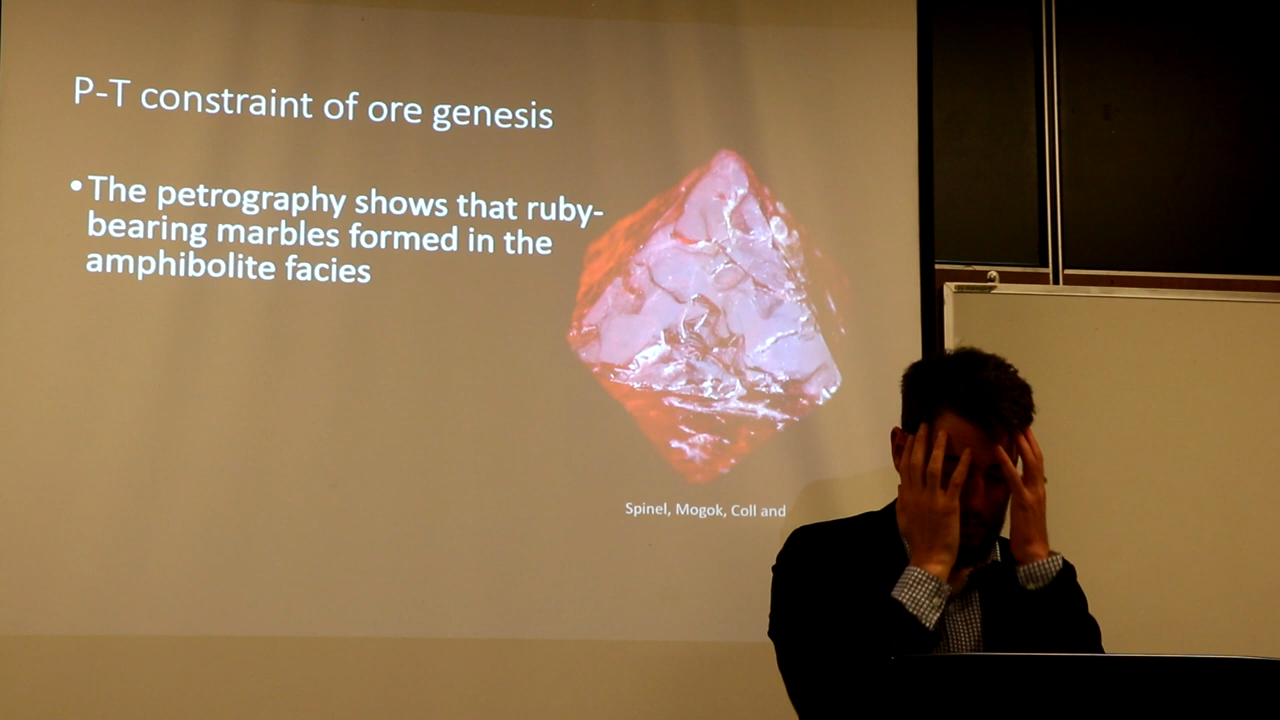 P-T constraint of ore genesis
• The petrography shows that ruby-
bearing marbles formed in the
amphibolite facies
Spinel, Mogok, Coll and